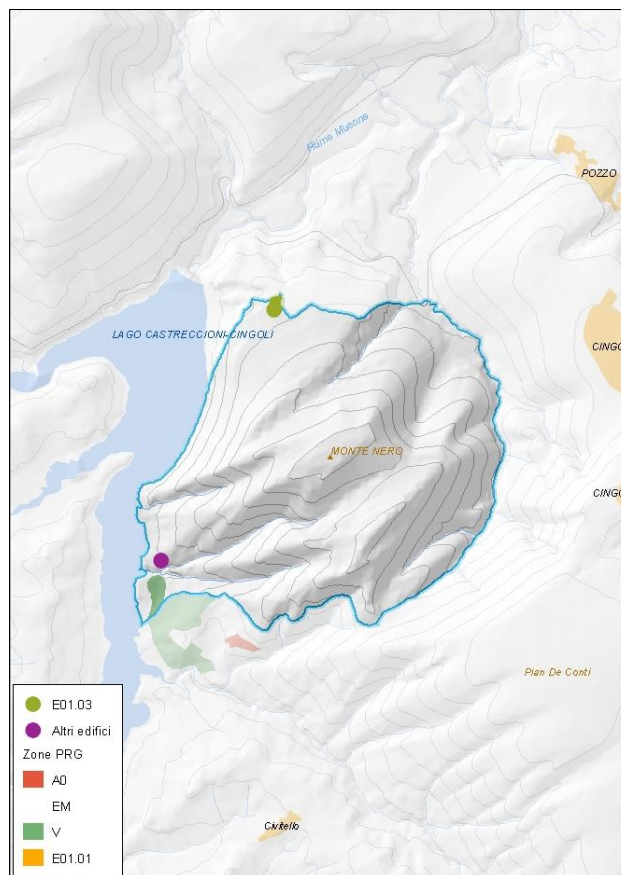 Fiume Musone
POZZO
LAGO CASTRECCIONI-CINGOLI
CINGO
MONTE NERO
CINGO
Pian De Conti
E01.03
Altri edifici
Zone PRG
A0
EM
V
E01.01
Civitello